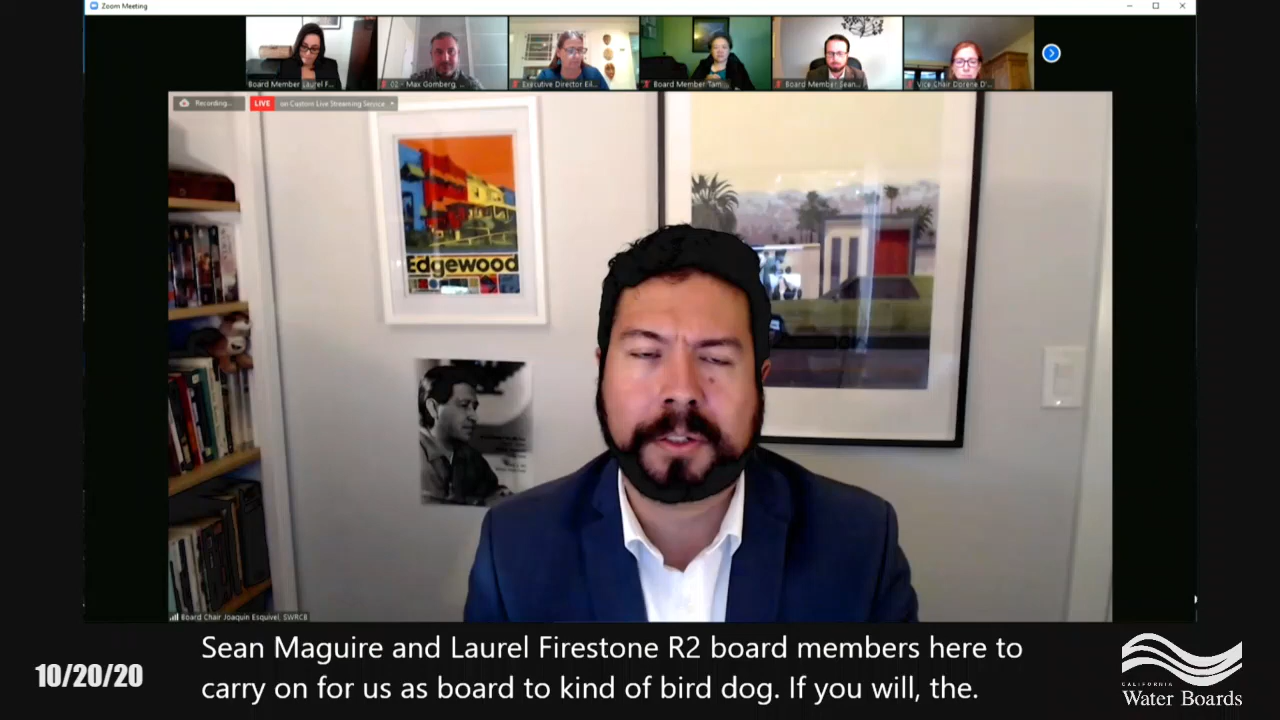 Zoom Meeting
Board Member Laurel F...
02 - Max Gomberg, ...
Executive Director Eil...
Board Member Tam...
Board Member Sean...
Vice Chair Dorene D'...
Recording...
LIVE
on Custom Live Streaming Service
Edgewood
Board Chair Joaquin Esquivel, SWRCB
Sean Maguire and Laurel Firestone R2 board members here to
carry on for us as board to kind of bird dog. If you will, the.
10/20/20
CALIFORNIA
Water Boards